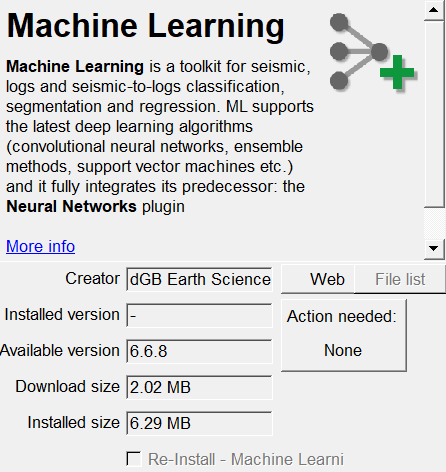 Machine Learning
Machine Learning is a toolkit for seismic,
logs and seismic-to-logs classification,
segmentation and regression. ML supports
the latest deep learning algorithms
(convolutional neural networks, ensemble
methods, support vector machines etc.)
and it fully integrates its predecessor: the
Neural Networks plugin
More info
Creator dGB Earth Science Web File list
Installed version - Action needed:
Available version 6.6.8 None
Download size 2.02 MB
Installed size 6.29 MB
Re-Install - Machine Learni